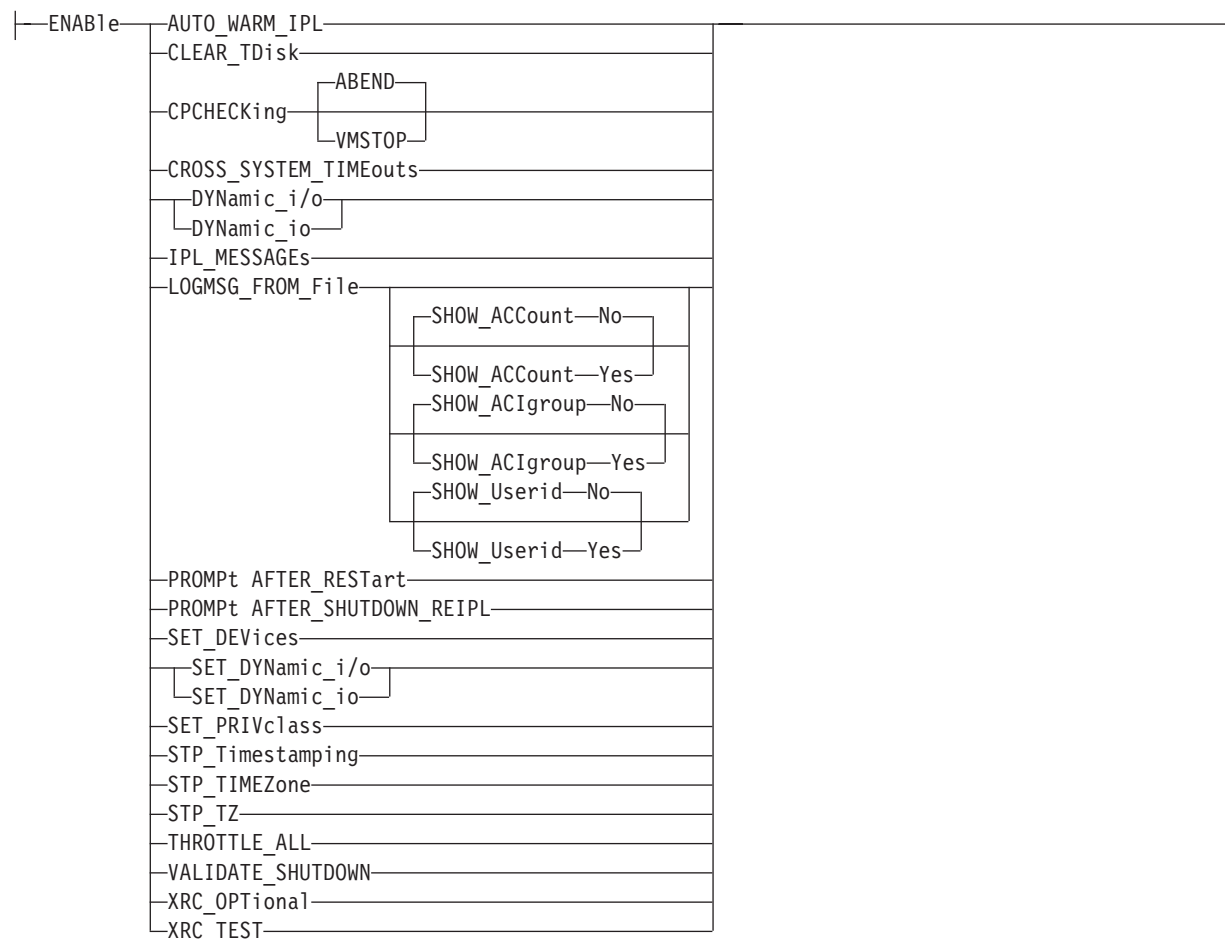 ENABle AUTO_WARM_IPL
CLEAR_TDisk
ABEND
CPCHECKing
VMSTOP
CROSS_SYSTEM_TIMEouts
DYNamic_i/o
DYNamic_io
IPL_MESSAGEs
LOGMSG_FROM_File
SHOW_ACCount No
SHOW_ACCount Yes
SHOW_ACIgroup No
SHOW_ACIgroup Yes
SHOW_Userid No
SHOW_Userid Yes
PROMPt AFTER_RESTart
PROMPt AFTER_SHUTDOWN_REIPL
SET_DEVices
SET_DYNamic_i/o
SET_DYNamic_io
SET_PRIVclass
STP_Timestamping
STP_TIMEZone
STP_TZ
THROTTLE_ALL
VALIDATE_SHUTDOWN
XRC_OPTional
XRC_TEST